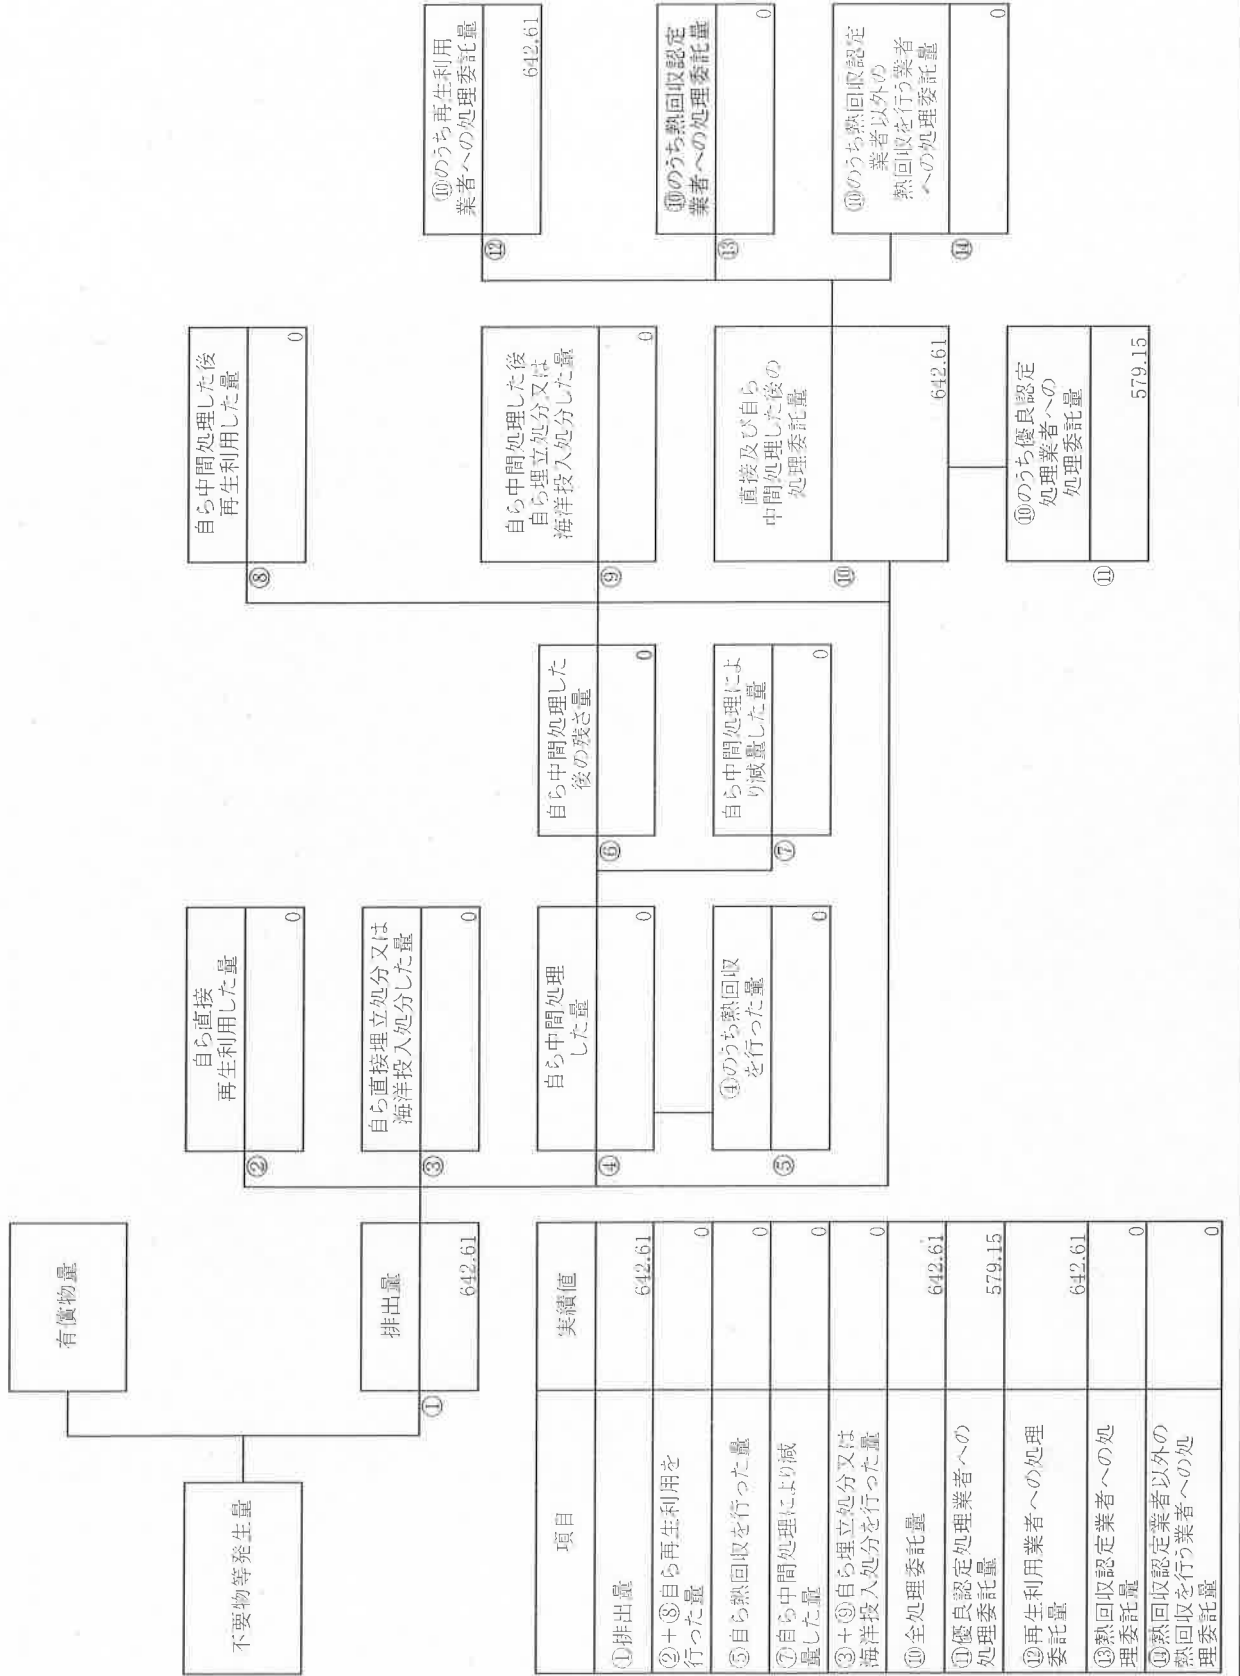 有償物量
不要物等発生量
排出量
①
642.61
自ら直接
再生利用した量
②
0
自ら直接埋立処分又は
海洋投入処分した量
③
0
自ら中間処理
した量
④
0
④のうち熱回収
を行った量
⑤
0
自ら中間処理した
後の残さ量
⑥
0
自ら中間処理によ
り減量した量
⑦
0
自ら中間処理した後
再生利用した量
⑧
0
自ら中間処理した後
自ら埋立処分又は
海洋投入処分した量
⑨
0
直接及び自ら
中間処理した後の
処理委託量
⑩
642.61
⑩のうち優良認定
処理業者への
処理委託量
⑪
579.15
⑩のうち再生利用
業者への処理委託量
⑫
642.61
⑩のうち熱回収認定
業者への処理委託量
⑬
0
⑩のうち熱回収認定
業者以外の
熱回収を行う業者
への処理委託量
⑭
0
項目 実績値
①排出量 642.61
②+⑧自ら再生利用を
行った量 0
⑤自ら熱回収を行った量 0
⑦自ら中間処理により減
量した量 0
③+⑨自ら埋立処分又は
海洋投入処分を行った量 0
⑩全処理委託量 642.61
⑪優良認定処理業者への
処理委託量 579.15
⑫再生利用業者への処理
委託量 642.61
⑬熱回収認定業者への処
理委託量 0
⑭熱回収認定業者以外の
熱回収を行う業者への処
理委託量 0